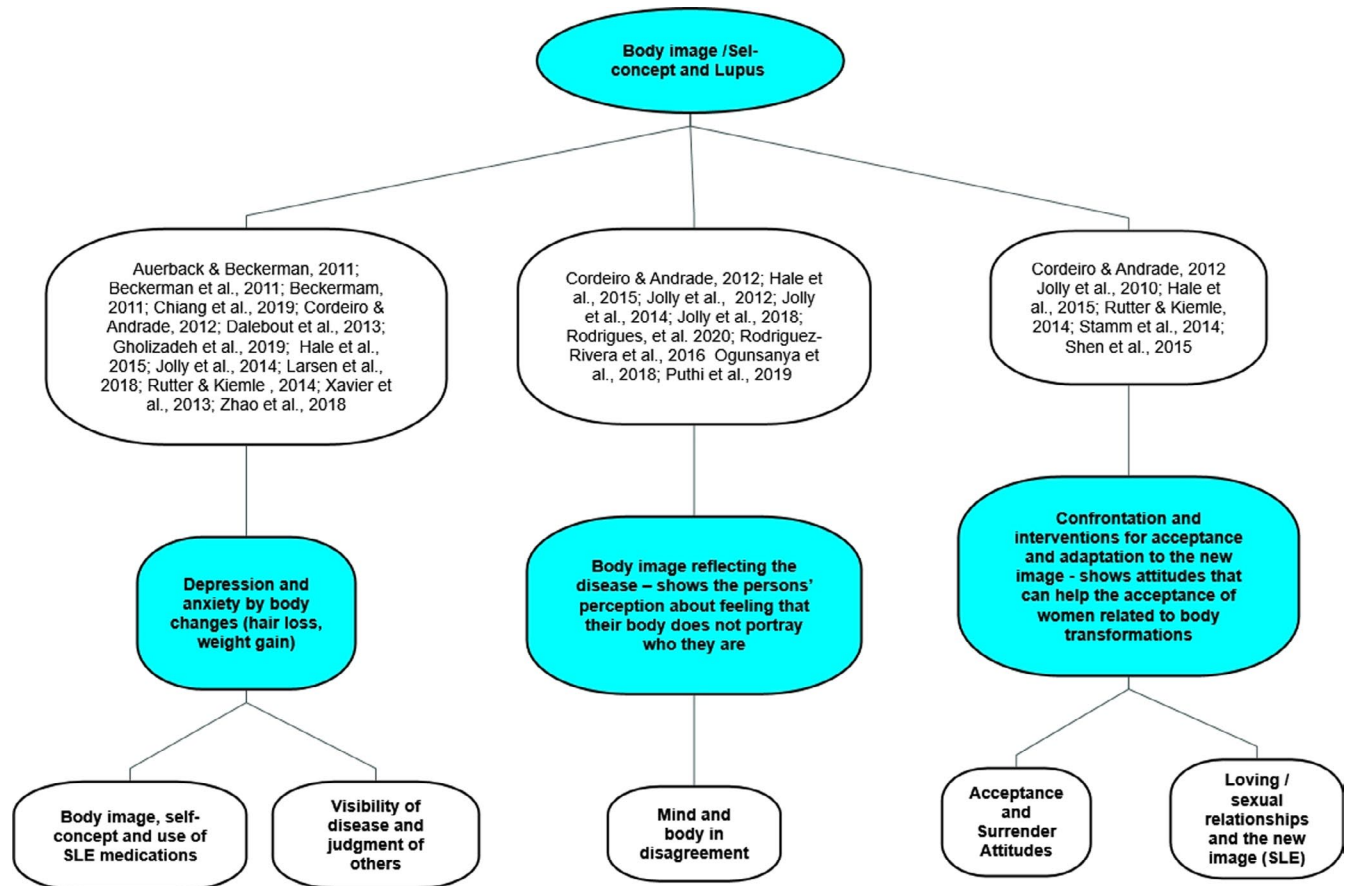 Body image /Sel-
concept and Lupus
Auerback & Beckerman, 2011;
Beckerman et al., 2011; Beckermam,
2011; Chiang et al., 2019; Cordeiro &
Andrade, 2012; Dalebout et al., 2013;
Gholizadeh et al., 2019; Hale et al.,
2015; Jolly et al., 2014; Larsen et al.,
2018; Rutter & Kiemle , 2014; Xavier et
al., 2013; Zhao et al., 2018
Cordeiro & Andrade, 2012; Hale et
al., 2015; Jolly et al., 2012; Jolly
et al., 2014; Jolly et al., 2018;
Rodrigues, et al. 2020; Rodriguez-
Rivera et al., 2016 Ogunsanya et
al., 2018; Puthi et al., 2019
Cordeiro & Andrade, 2012
Jolly et al., 2010; Hale et al.,
2015; Rutter & Kiemle,
2014; Stamm et al., 2014;
Shen et al., 2015
Depression and
anxiety by body
changes (hair loss,
weight gain)
Body image reflecting the
disease – shows the persons’
perception about feeling that
their body does not portray
who they are
Confrontation and
interventions for acceptance
and adaptation to the new
image - shows attitudes that
can help the acceptance of
women related to body
transformations
Body image, self-
concept and use of
SLE medications
Visibility of
disease and
judgment of
others
Mind and
body in
disagreement
Acceptance
and
Surrender
Attitudes
Loving /
sexual
relationships
and the new
image (SLE)